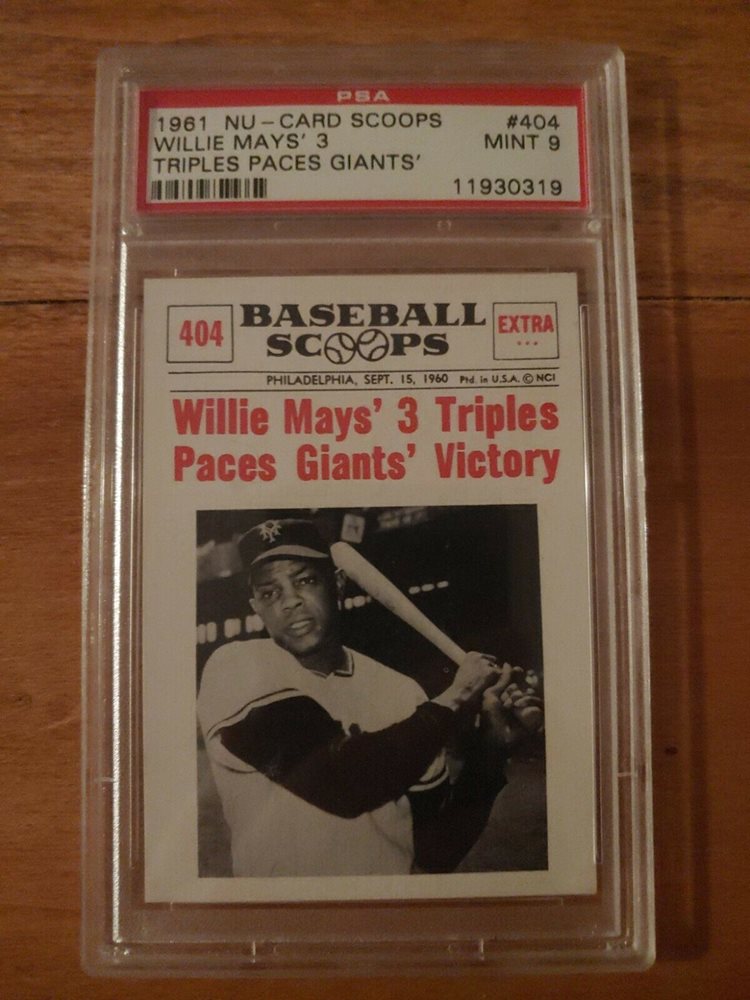 PSA
1961 NU-CARD SCOOPS #404
WILLIE MAYS' 3 MINT 9
TRIPLES PACES GIANTS'
11930319
404 BASEBALL EXTRA
SCOOPS ...
PHILADELPHIA, SEPT. 15, 1960 Ptd. in U.S.A. © NCI
Willie Mays' 3 Triples
Paces Giants' Victory
NY